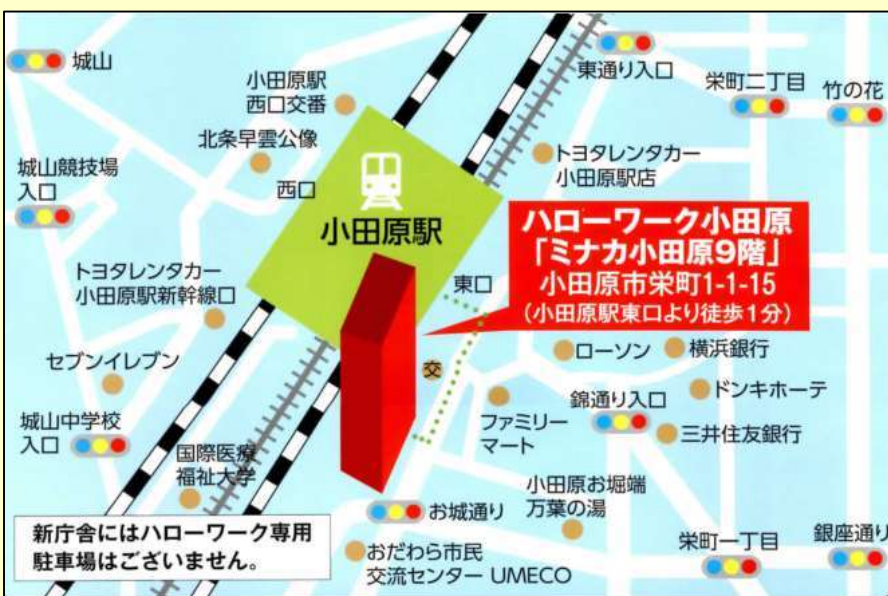 城山
東通り入口
小田原駅
西口交番
栄町二丁目
竹の花
北条早雲公像
城山競技場
入口
西口
トヨタレンタカー
小田原駅店
小田原駅
ハローワーク小田原
「ミナカ小田原9階」
小田原市栄町1-1-15
(小田原駅東口より徒歩1分)
東口
トヨタレンタカー
小田原駅新幹線口
ローソン
横浜銀行
セブンイレブン
交
ドンキホーテ
ファミリー
マート
錦通り入口
三井住友銀行
城山中学校
入口
国際医療
福祉大学
小田原お堀端
万葉の湯
お城通り
新庁舎にはハローワーク専用
駐車場はございません。
おだわら市民
交流センター UMECO
栄町一丁目
銀座通り